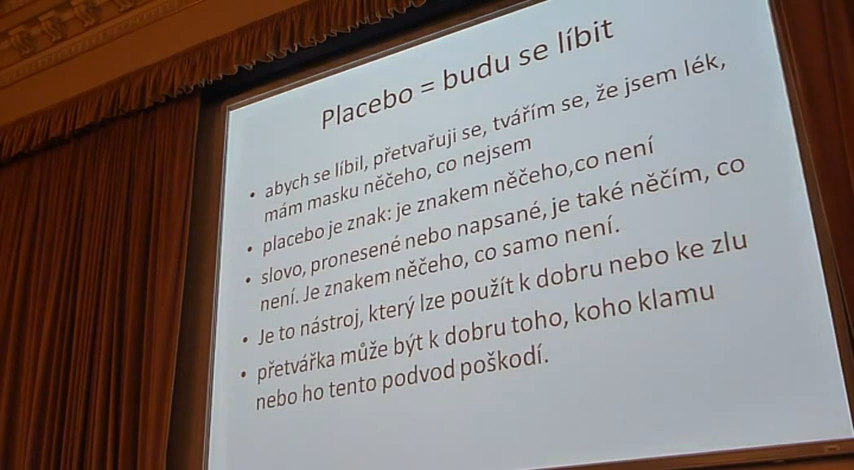 Placebo = budu se líbit
• abych se líbil, přetvařuji se, tvářím se, že jsem lék,
mám masku něčeho, co nejsem
• placebo je znak: je znakem něčeho,co není
• slovo, pronesené nebo napsané, je také něčím, co
není. Je znakem něčeho, co samo není.
• Je to nástroj, který lze použít k dobru nebo ke zlu
• přetvářka může být k dobru toho, koho klamu
nebo ho tento podvod poškodí.